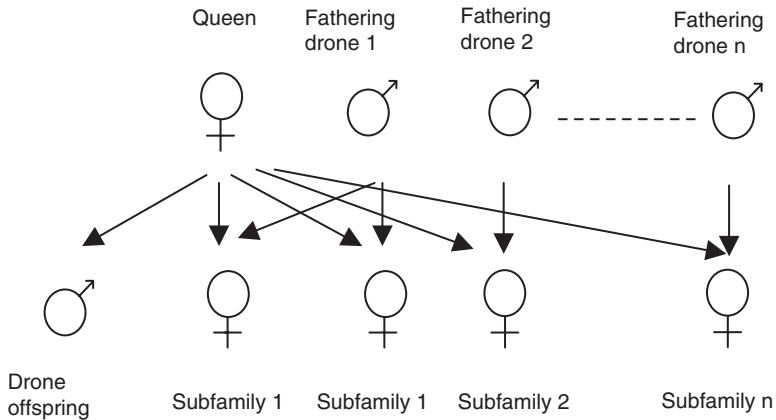 Queen
Fathering
drone 1
Fathering
drone 2
Fathering
drone n
Drone
offspring
Subfamily 1
Subfamily 1
Subfamily 2
Subfamily n